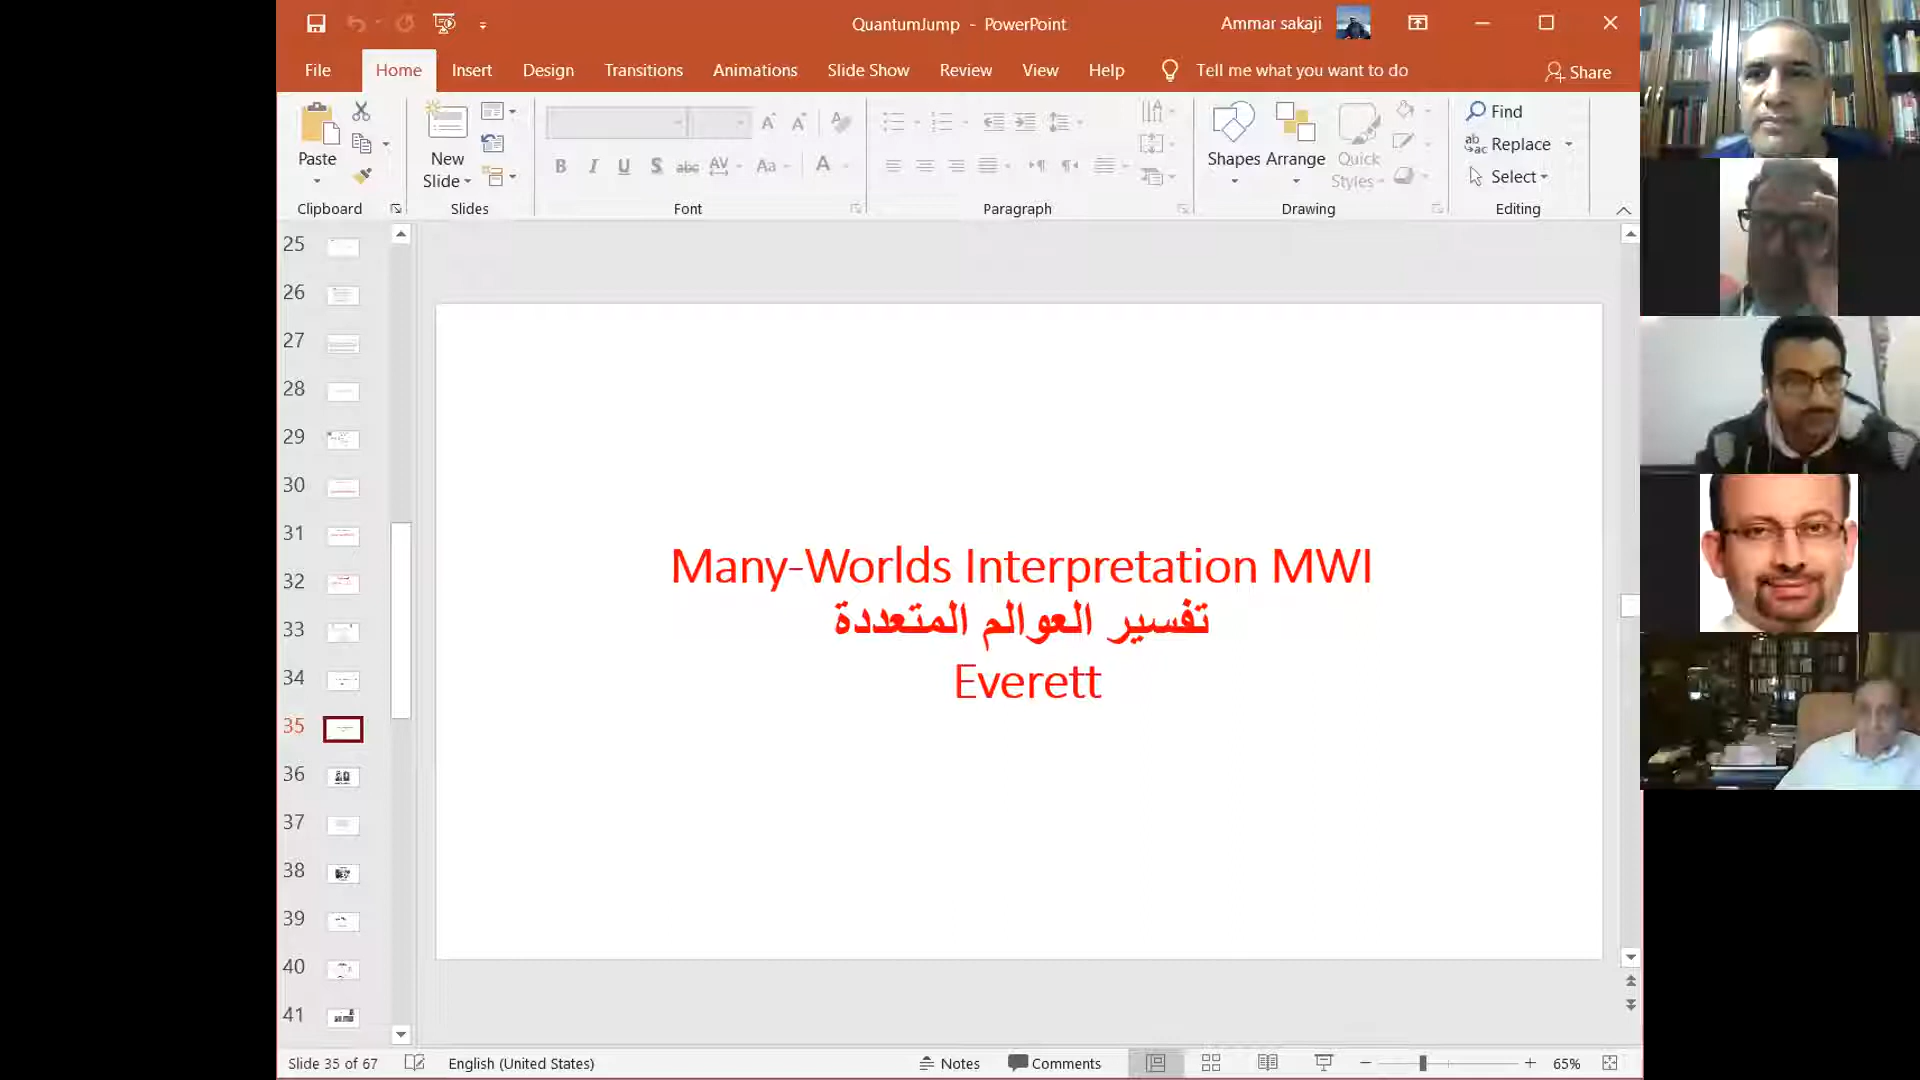 QuantumJump - PowerPoint
Ammar sakaji
File
Home
Insert
Design
Transitions
Animations
Slide Show
Review
View
Help
Tell me what you want to do
Share
Paste
New
Slide
Shapes
Arrange
Quick
Styles
Find
Replace
Select
Clipboard
Slides
Font
Paragraph
Drawing
Editing
25
26
27
28
29
30
31
32
33
34
35
36
37
38
39
40
41
Many-Worlds Interpretation MWI
تفسير العوالم المتعددة
Everett
Slide 35 of 67
English (United States)
Notes
Comments
65%